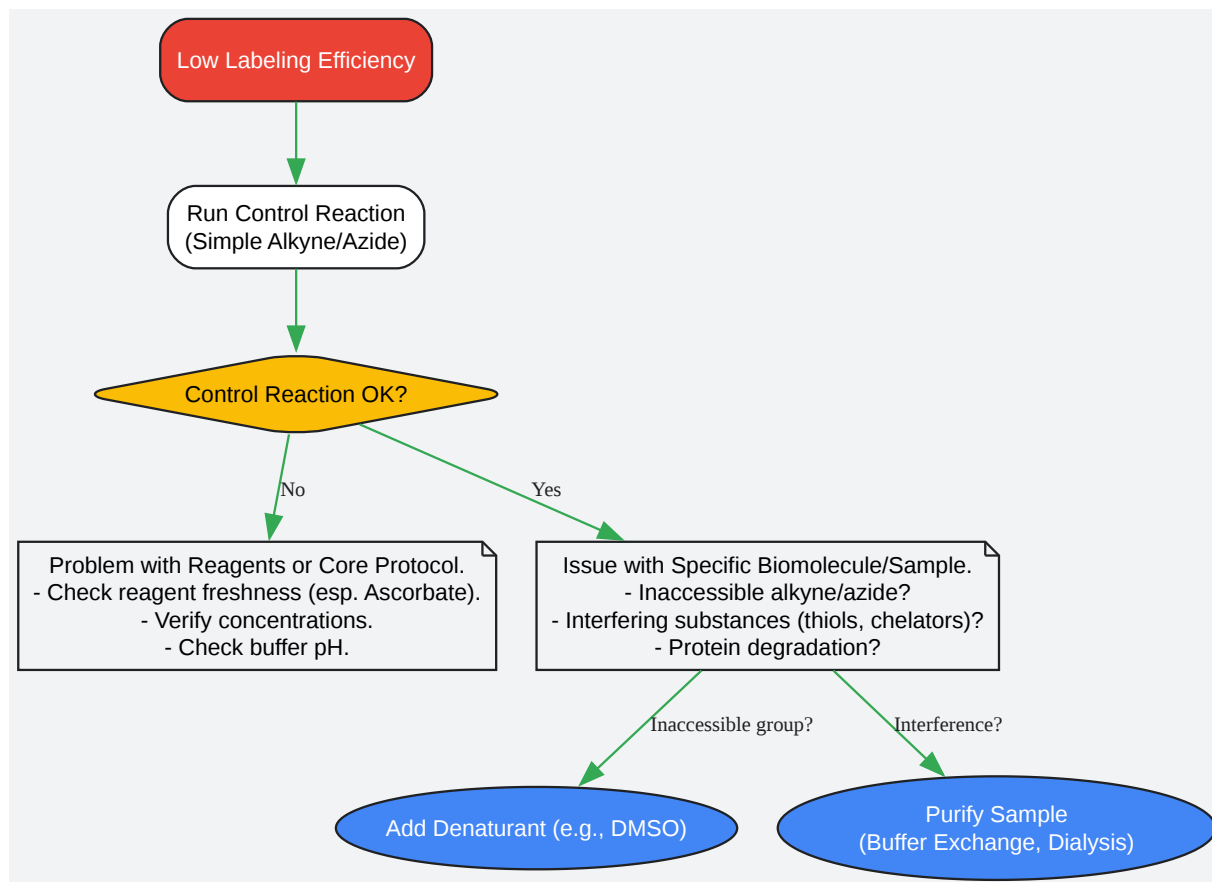 Low Labeling Efficiency
Run Control Reaction
(Simple Alkyne/Azide)
Control Reaction OK?
No
Yes
Problem with Reagents or Core Protocol.
- Check reagent freshness (esp. Ascorbate).
- Verify concentrations.
- Check buffer pH.
Issue with Specific Biomolecule/Sample.
- Inaccessible alkyne/azide?
- Interfering substances (thiols, chelators)?
- Protein degradation?
Inaccessible group?
Interference?
Add Denaturant (e.g., DMSO)
Purify Sample
(Buffer Exchange, Dialysis)